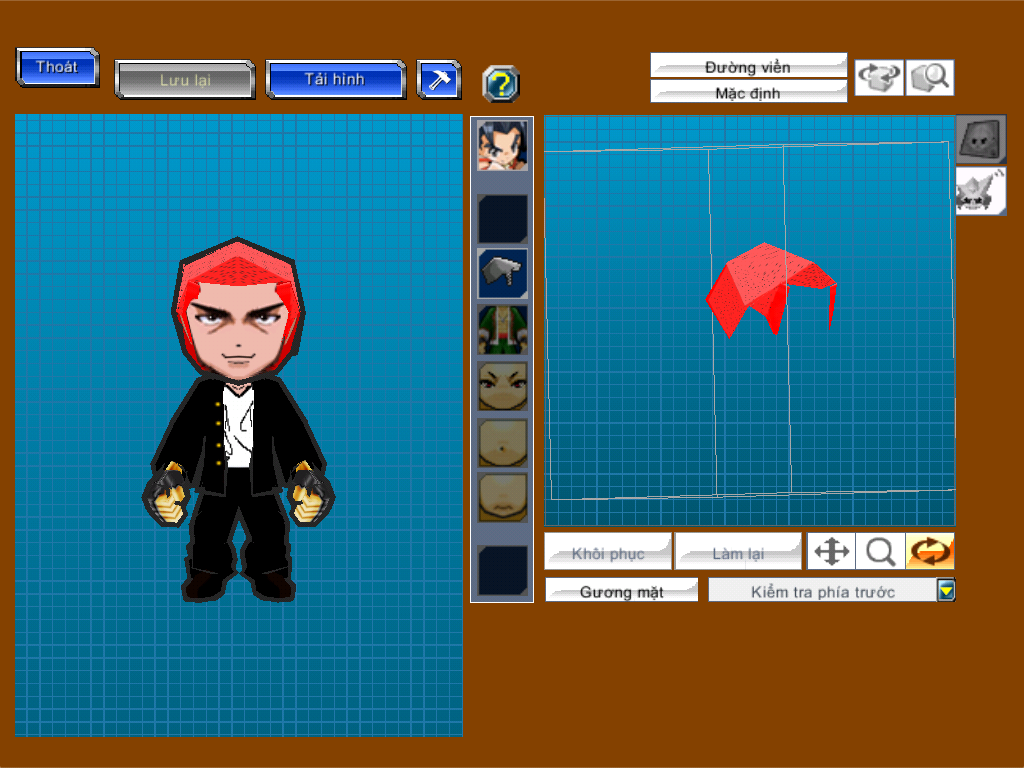 Thoát
Lưu lại
Tải hình
?
Đường viền
Mặc định
Khôi phục
Làm lại
Gương mặt
Kiểm tra phía trước